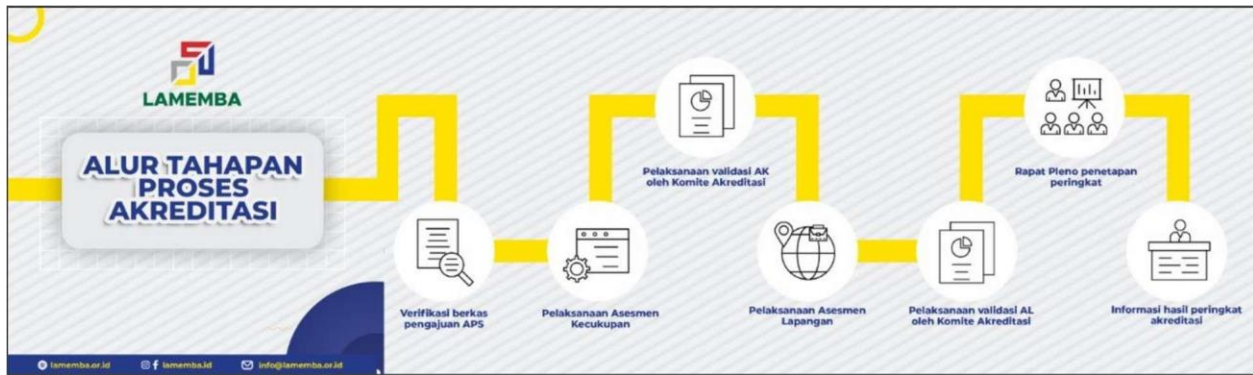 LAMEMBA
ALUR TAHAPAN
PROSES
AKREDITASI
Verifikasi berkas
pengajuan APS
Pelaksanaan Asesmen
Kecukupan
Pelaksanaan validasi AK
oleh Komite Akreditasi
Pelaksanaan Asesmen
Lapangan
Pelaksanaan validasi AL
oleh Komite Akreditasi
Rapat Pleno penetapan
peringkat
Informasi hasil peringkat
akreditasi
lamemba.or.id
lamemba.id
info@lamemba.or.id